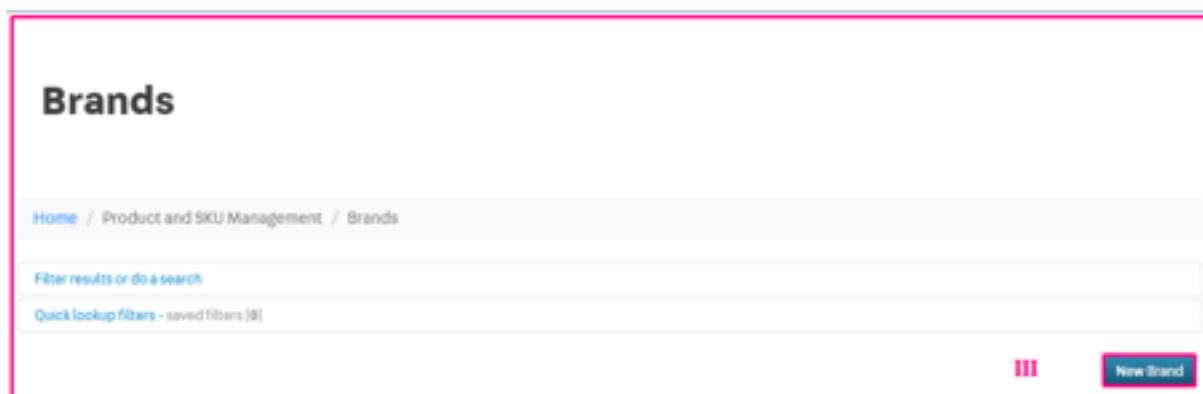 Brands
Home / Product and SKU Management / Brands
Filter results or do a search
Quick lookup filters - saved filters [0]
III New Brand